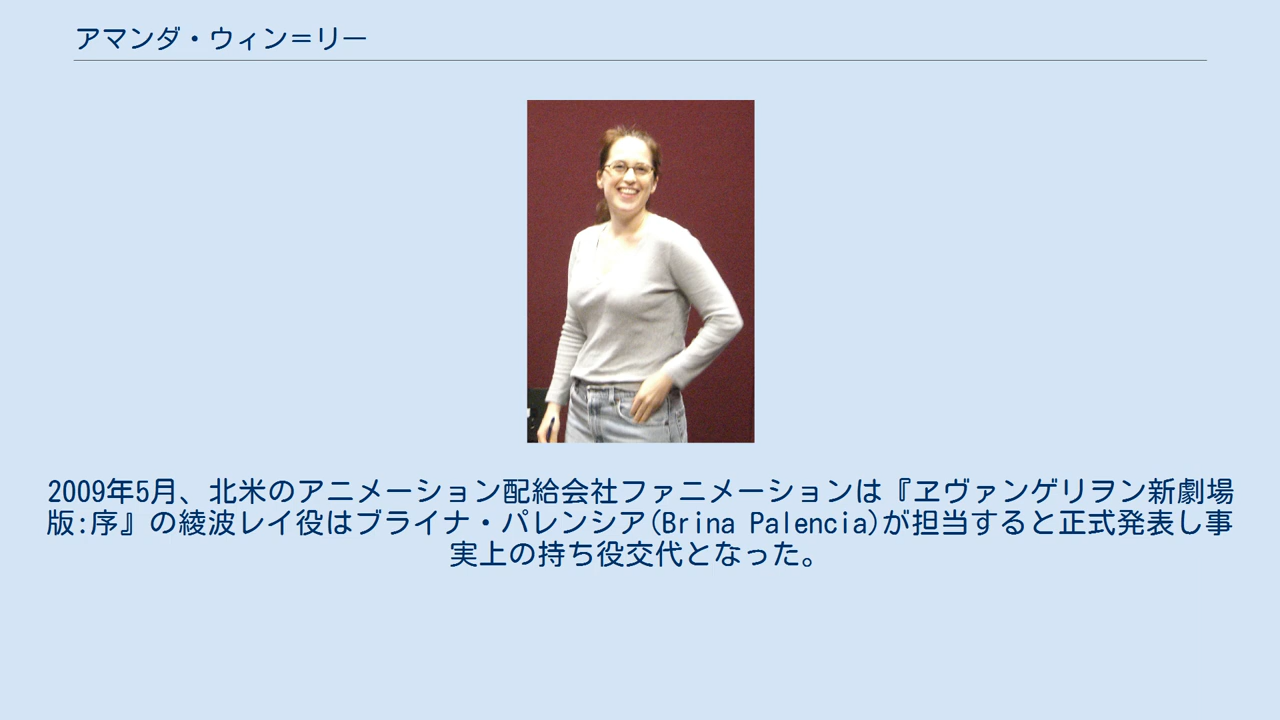 アマンダ・ウィン＝リー
2009年5月、北米のアニメーション配給会社ファニメーションは『ヱヴァンゲリヲン新劇場
版:序』の綾波レイ役はブライナ・パレンシア(Brina Palencia)が担当すると正式発表し事
実上の持ち役交代となった。